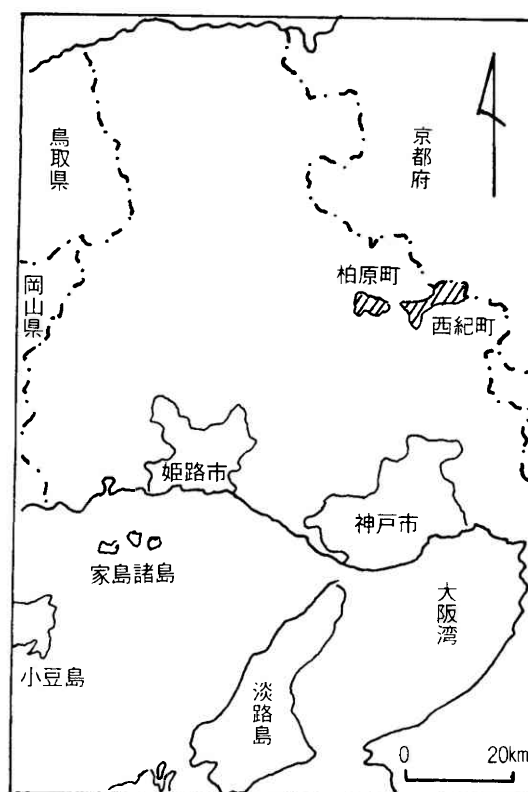 鳥取県
京都府
岡山県
柏原町
西紀町
姫路市
神戸市
家島諸島
大阪湾
小豆島
淡路島
0 20km